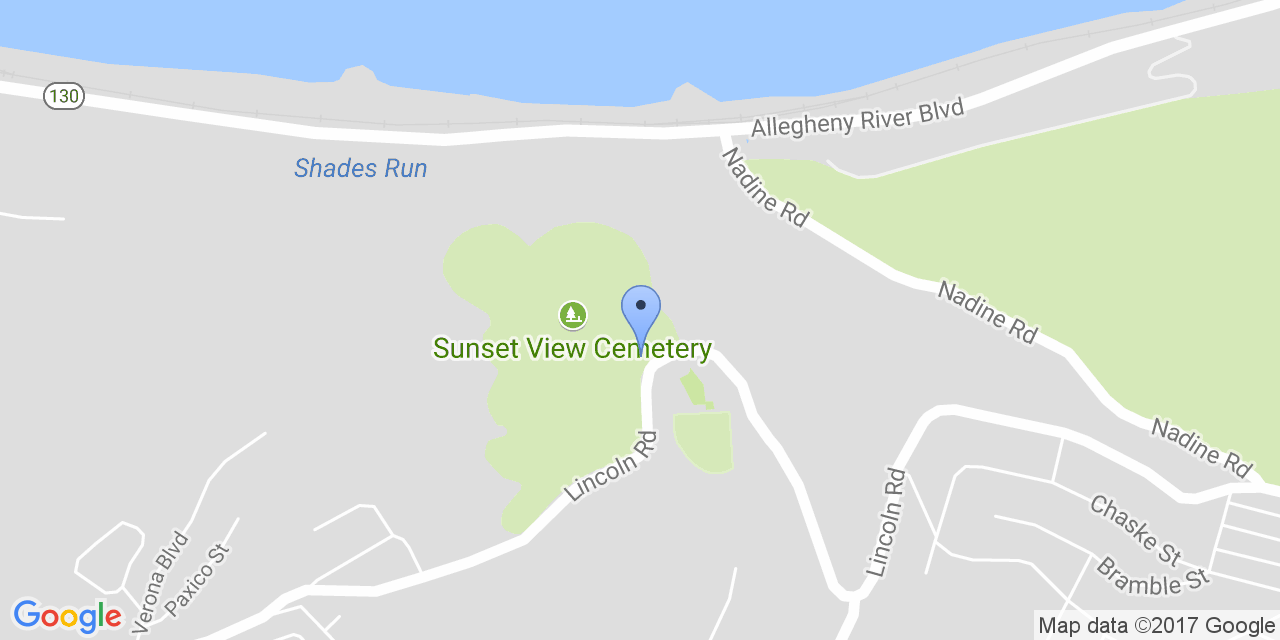 130
Allegheny River Blvd
Shades Run
Nadine Rd
Nadine Rd
Sunset View Cemetery
Nadine Rd
Lincoln Rd
Lincoln Rd
Chaske St
Verona Blvd
Paxico St
Bramble St
Google
Map data ©2017 Google